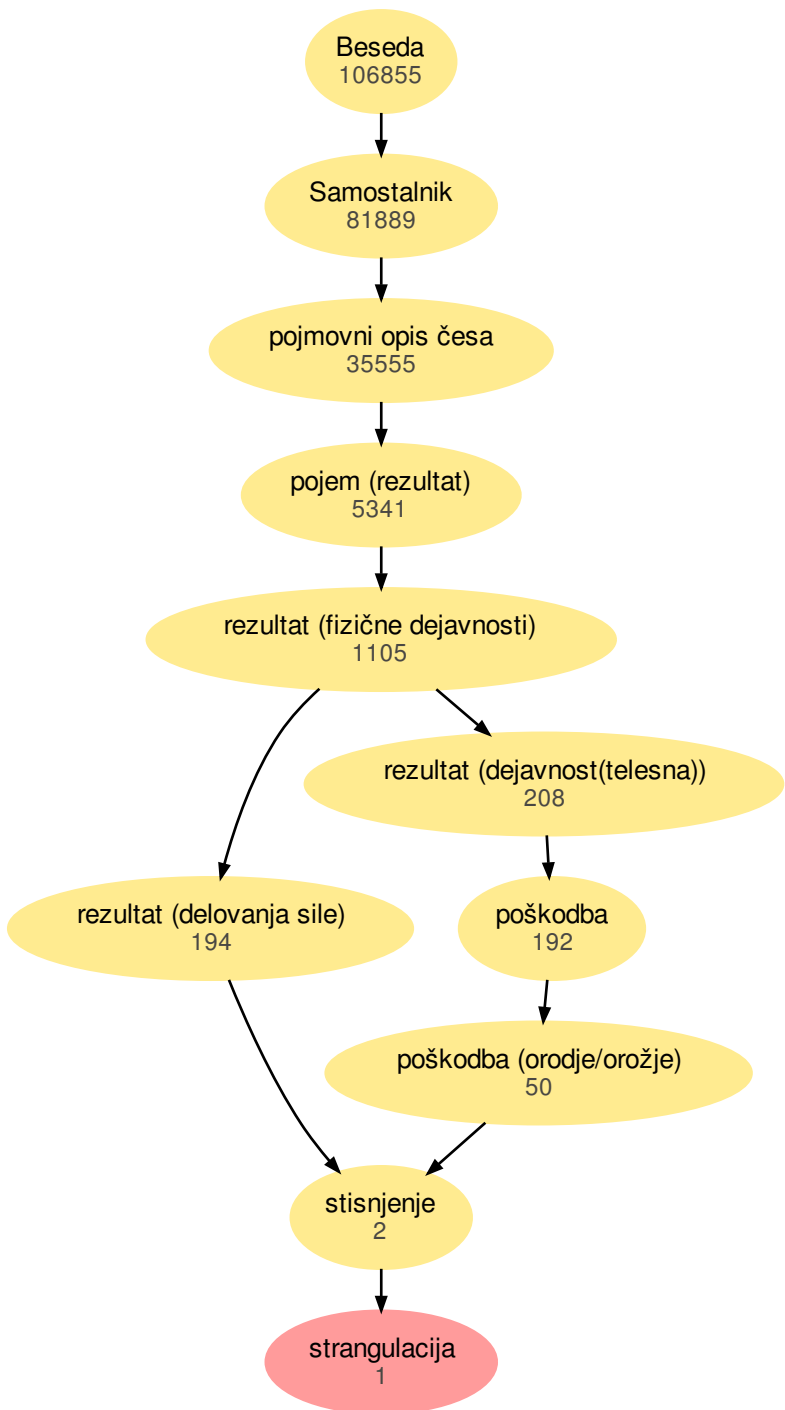 Beseda
106855
Samostalnik
81889
pojmovni opis česa
35555
pojem (rezultat)
5341
rezultat (fizične dejavnosti)
1105
rezultat (dejavnost(telesna))
208
rezultat (delovanja sile)
194
poškodba
192
poškodba (orodje/orožje)
50
stisnjenje
2
strangulacija
1